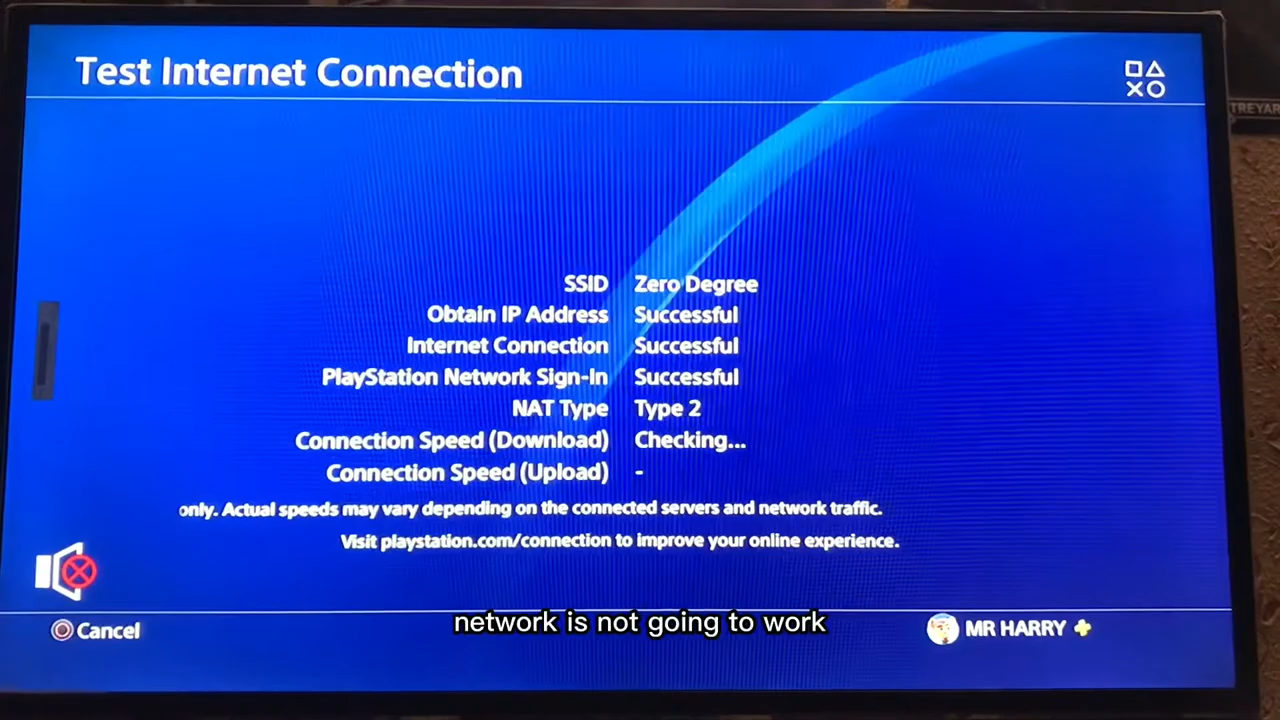 Test Internet Connection
TREYAR
SSID Zero Degree
Obtain IP Address Successful
Internet Connection Successful
PlayStation Network Sign-In Successful
NAT Type Type 2
Connection Speed (Download) Checking...
Connection Speed (Upload) -
only. Actual speeds may vary depending on the connected servers and network traffic.
Visit playstation.com/connection to improve your online experience.
network is not going to work
Cancel
MR HARRY